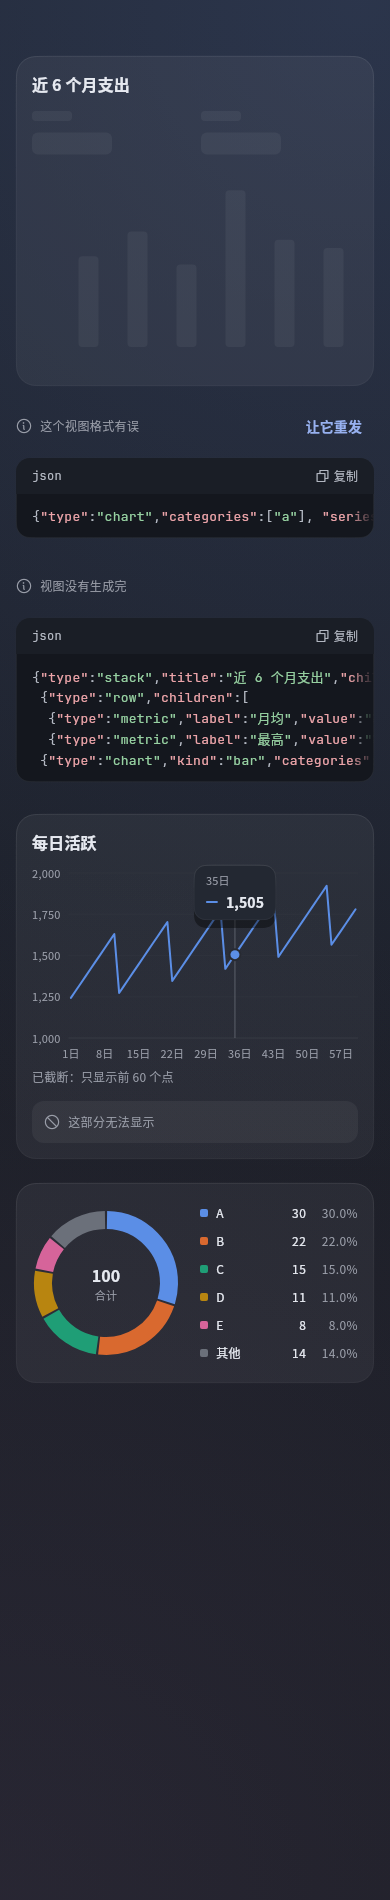 近 6 个月支出
这个视图格式有误 让它重发
json 复制
{"type":"chart","categories":["a"], "serie
视图没有生成完
json 复制
{"type":"stack","title":"近 6 个月支出","chi
{"type":"row","children":[
{"type":"metric","label":"月均","value":"
{"type":"metric","label":"最高","value":"
{"type":"chart","kind":"bar","categories"
每日活跃
2,000
35日
1,505
1,750
1,500
1,250
1,000
1日 8日 15日 22日 29日 36日 43日 50日 57日
已截断：只显示前 60 个点
这部分无法显示
100
合计
A 30 30.0%
B 22 22.0%
C 15 15.0%
D 11 11.0%
E 8 8.0%
其他 14 14.0%